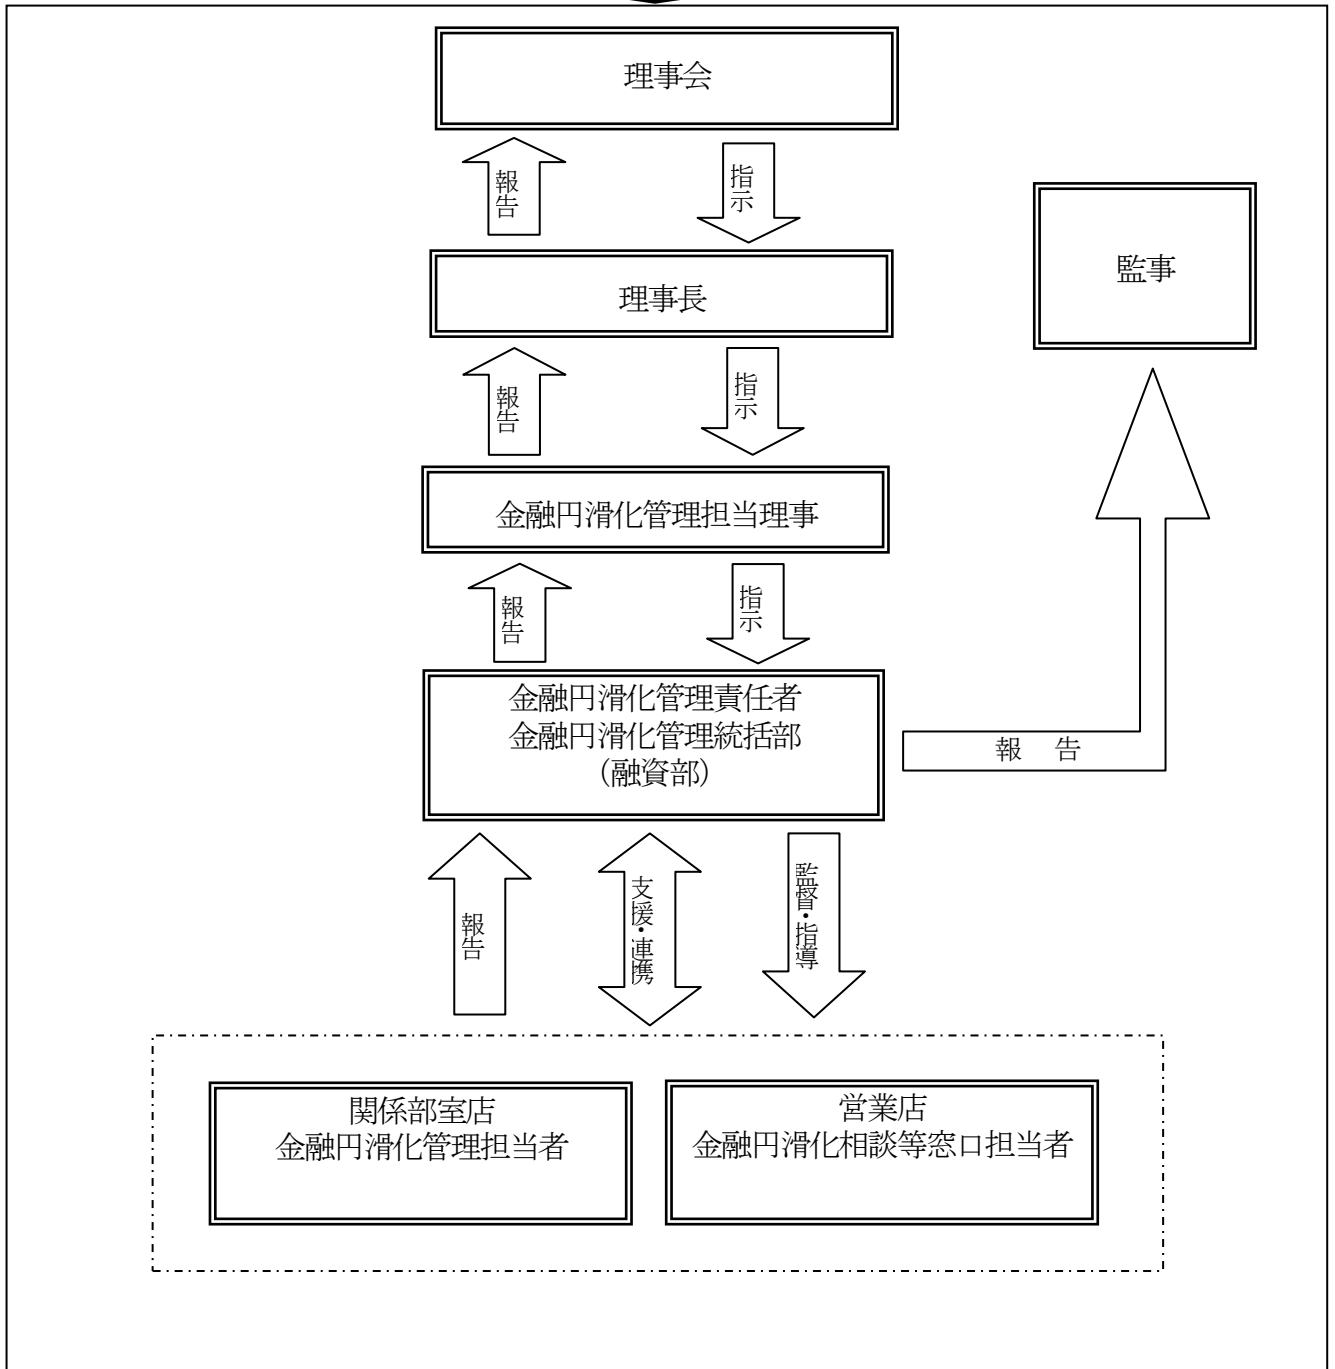 理事会
報告
指示
監事
理事長
報告
指示
金融円滑化管理担当理事
報告
指示
金融円滑化管理責任者
金融円滑化管理統括部
（融資部）
報 告
報告
支援・連携
監督・指導
関係部室店
金融円滑化管理担当者
営業店
金融円滑化相談等窓口担当者